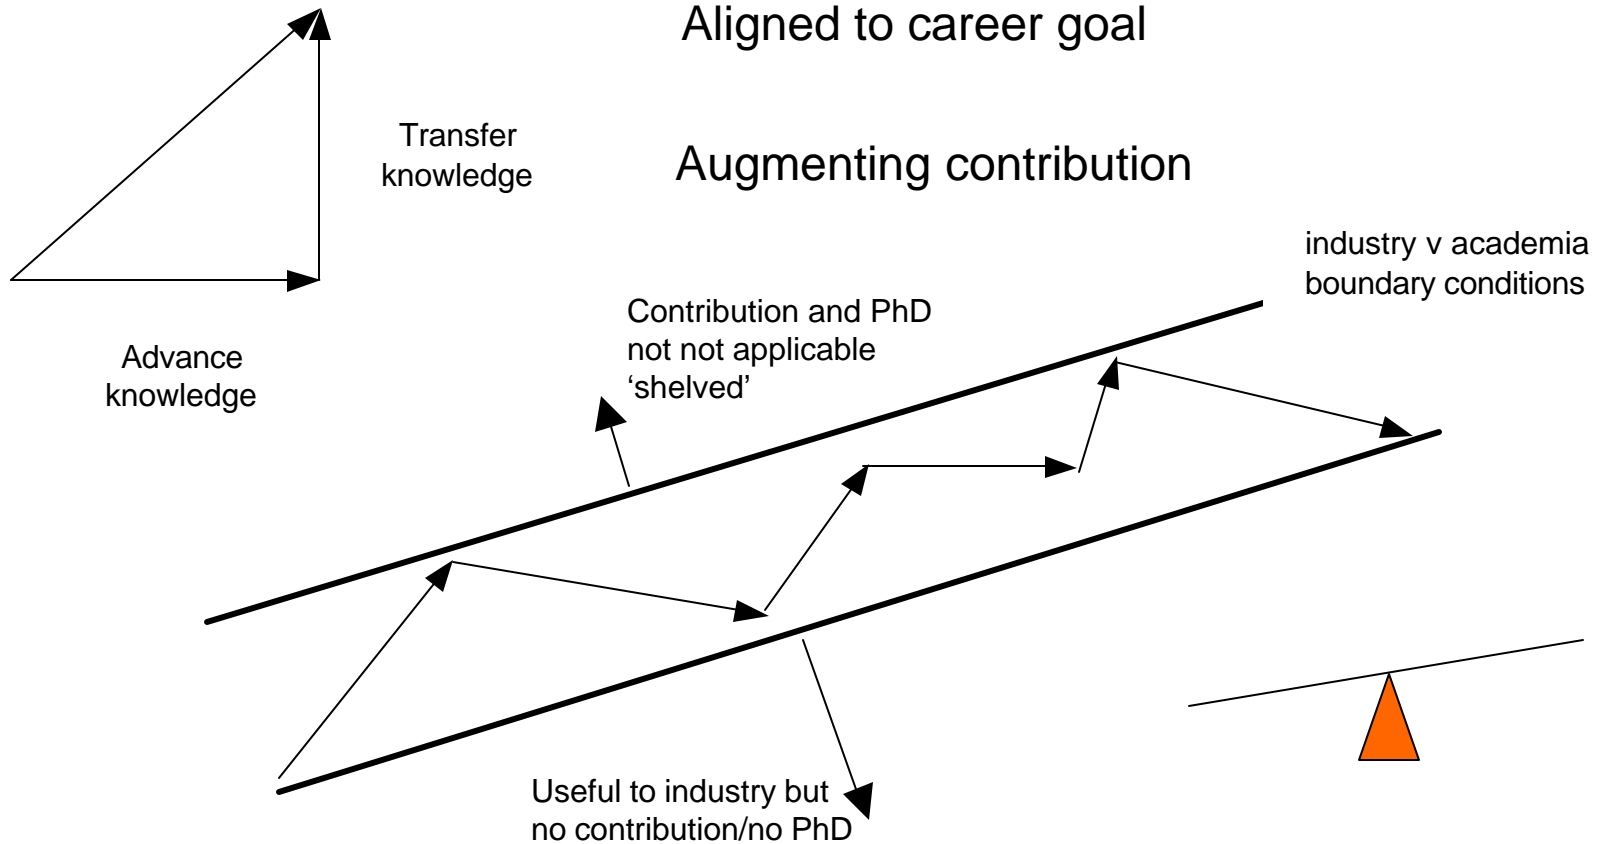 Aligned to career goal
Transfer
knowledge
Augmenting contribution
industry v academia
boundary conditions
Contribution and PhD
not not applicable
‘shelved’
Advance
knowledge
Useful to industry but
no contribution/no PhD